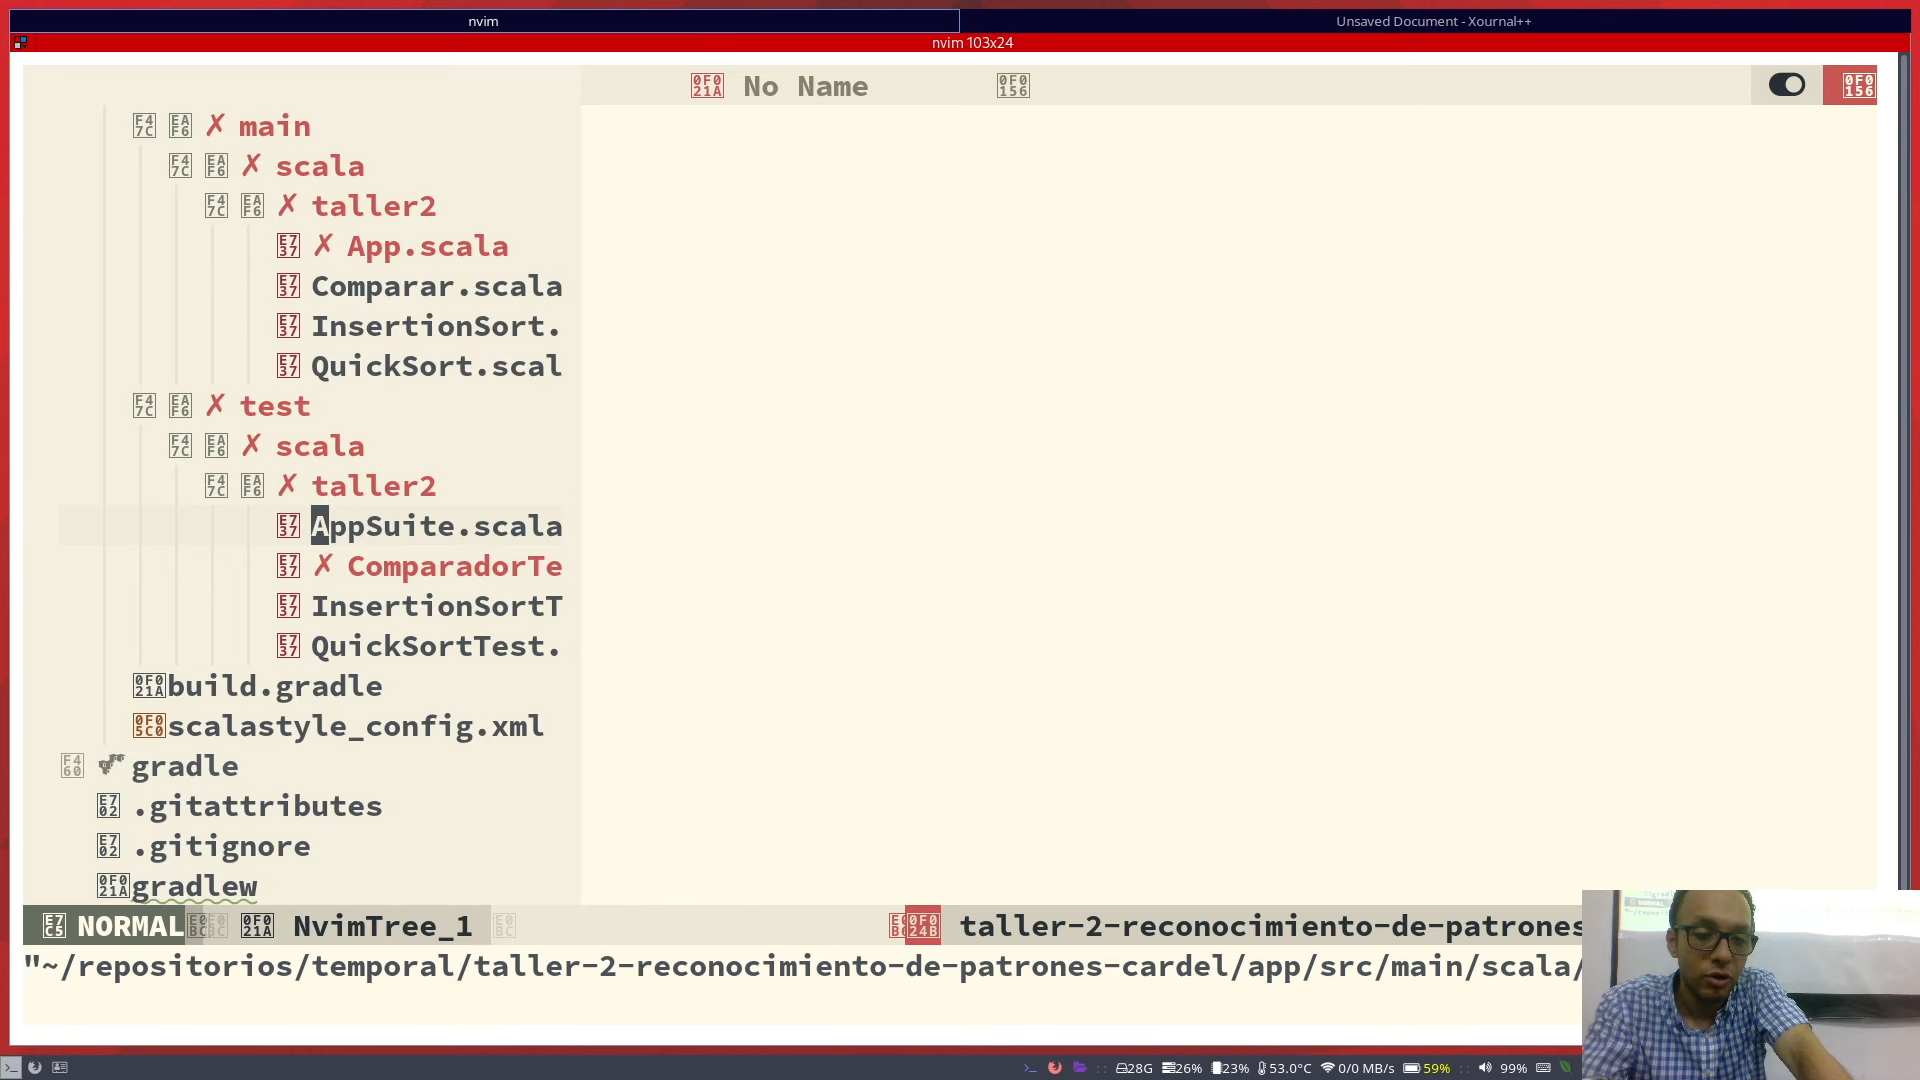 nvim
Unsaved Document - Xournal++
nvim 103x24
No Name
main
scala
taller2
App.scala
Comparar.scala
InsertionSort.
QuickSort.scal
test
scala
taller2
AppSuite.scala
ComparadorTe
InsertionSortT
QuickSortTest.
build.gradle
scalastyle_config.xml
gradle
.gitattributes
.gitignore
gradlew
NORMAL NvimTree_1 taller-2-reconocimiento-de-patrones
"~/repositorios/temporal/taller-2-reconocimiento-de-patrones-cardel/app/src/main/scala/
28G 26% 23% 53.0°C 0/0 MB/s 59% 99%